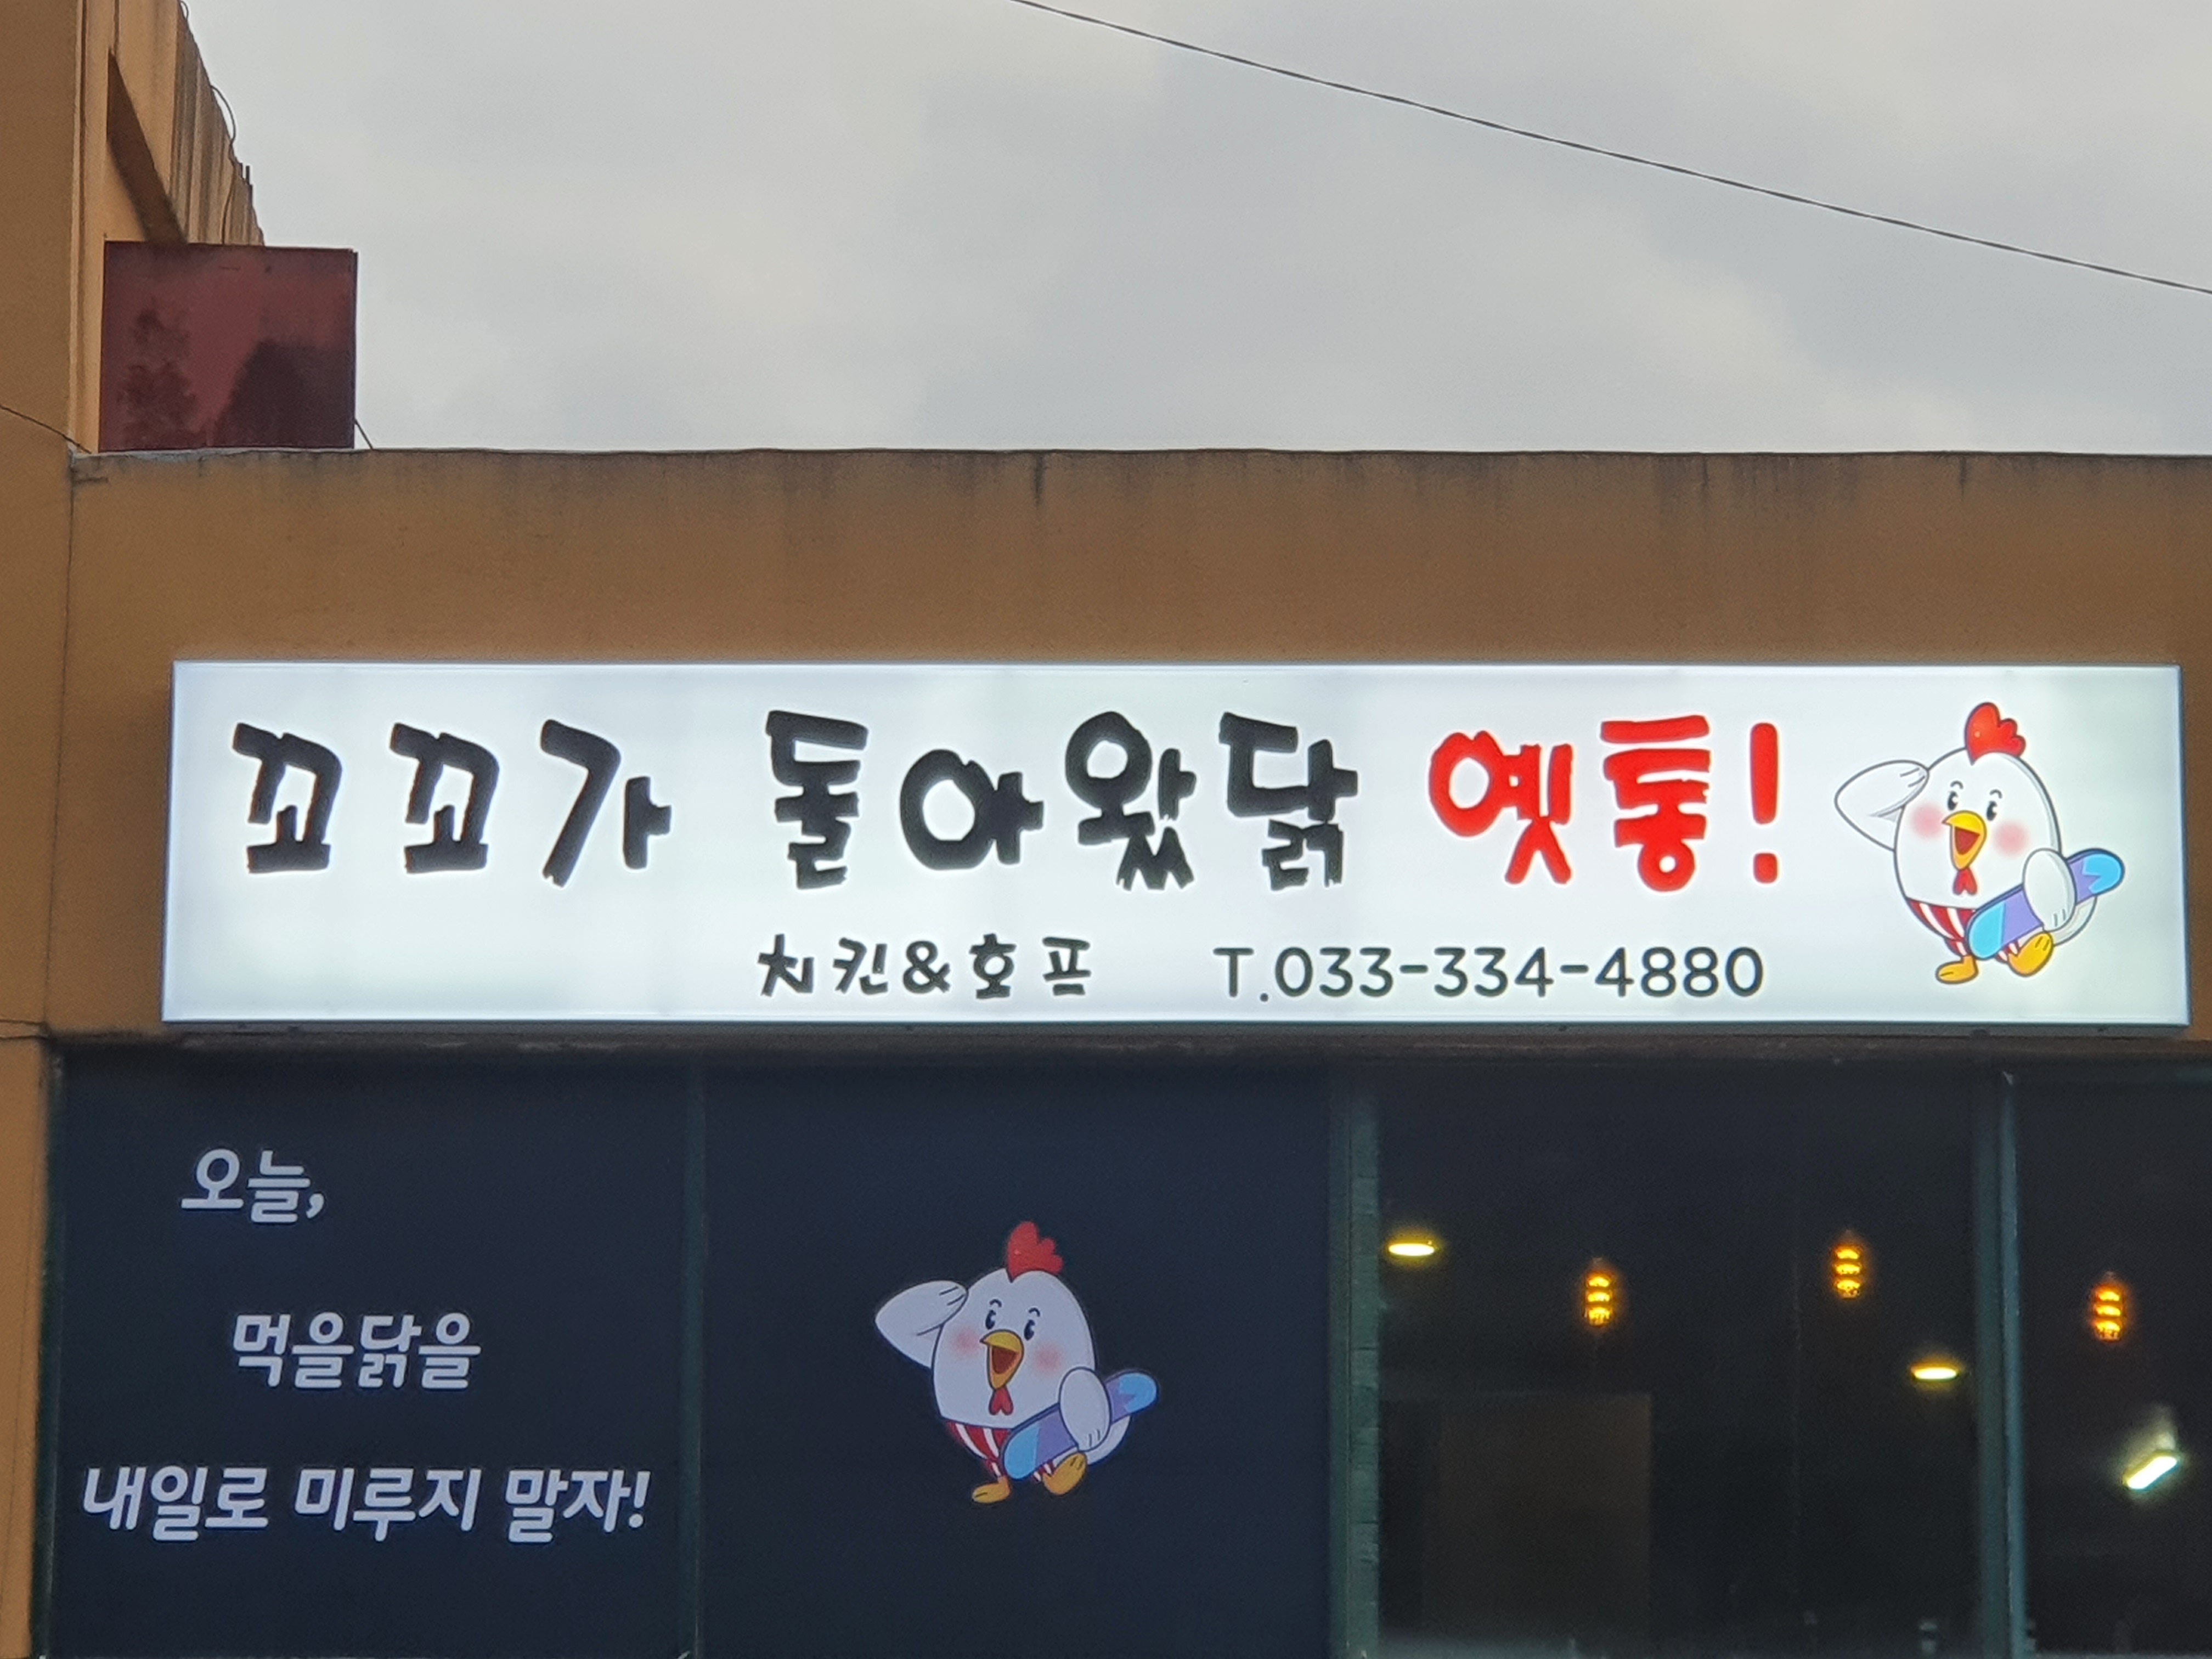 꼬꼬가 돌아왔닭 옛통!
치킨&호프 T.033-334-4880
오늘,
먹을닭을
내일로 미루지 말자!